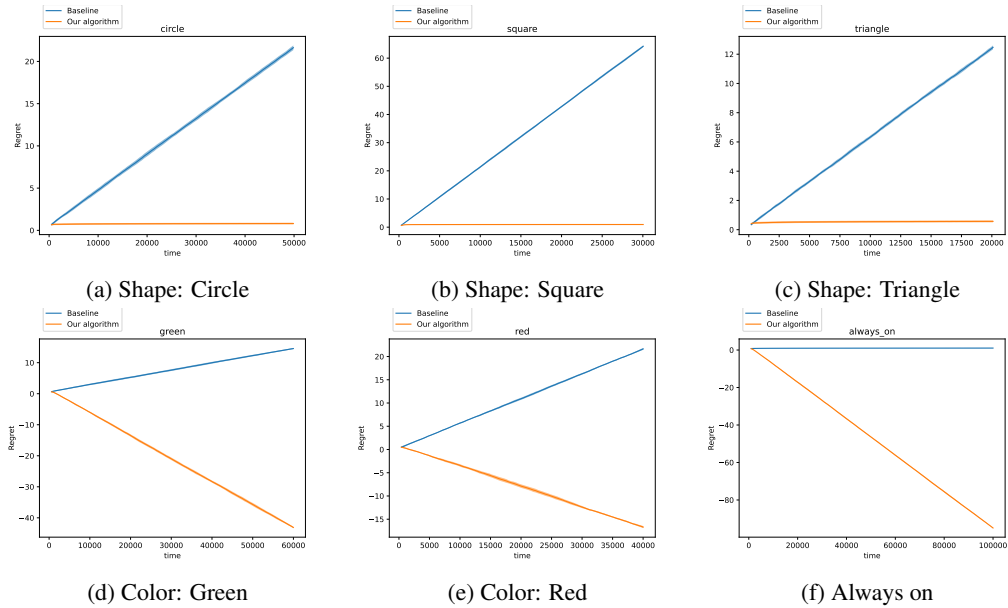 Baseline
Our algorithm
circle
Regret
20
15
10
5
0
0 10000 20000 30000 40000 50000
time
(a) Shape: Circle
Baseline
Our algorithm
square
Regret
60
50
40
30
20
10
0
0 5000 10000 15000 20000 25000 30000
time
(b) Shape: Square
Baseline
Our algorithm
triangle
Regret
12
10
8
6
4
2
0
0 2500 5000 7500 10000 12500 15000 17500 20000
time
(c) Shape: Triangle
Baseline
Our algorithm
green
Regret
10
0
−10
−20
−30
−40
0 10000 20000 30000 40000 50000 60000
time
(d) Color: Green
Baseline
Our algorithm
red
Regret
20
15
10
5
0
−5
−10
−15
0 5000 10000 15000 20000 25000 30000 35000 40000
time
(e) Color: Red
Baseline
Our algorithm
always_on
Regret
0
−20
−40
−60
−80
0 20000 40000 60000 80000 100000
time
(f) Always on